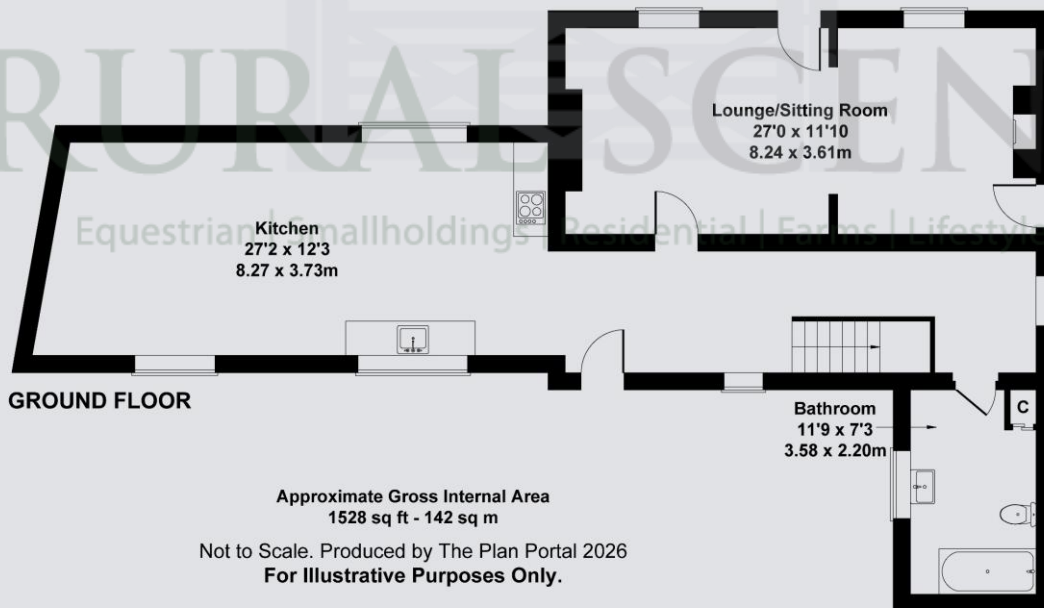 RURAL SCEN
Equestrian | Smallholdings | Residential | Farms | Lifestyle
Lounge/Sitting Room
27'0 x 11'10
8.24 x 3.61m
Kitchen
27'2 x 12'3
8.27 x 3.73m
GROUND FLOOR
Bathroom
11'9 x 7'3
3.58 x 2.20m
C
Approximate Gross Internal Area
1528 sq ft - 142 sq m
Not to Scale. Produced by The Plan Portal 2026
For Illustrative Purposes Only.